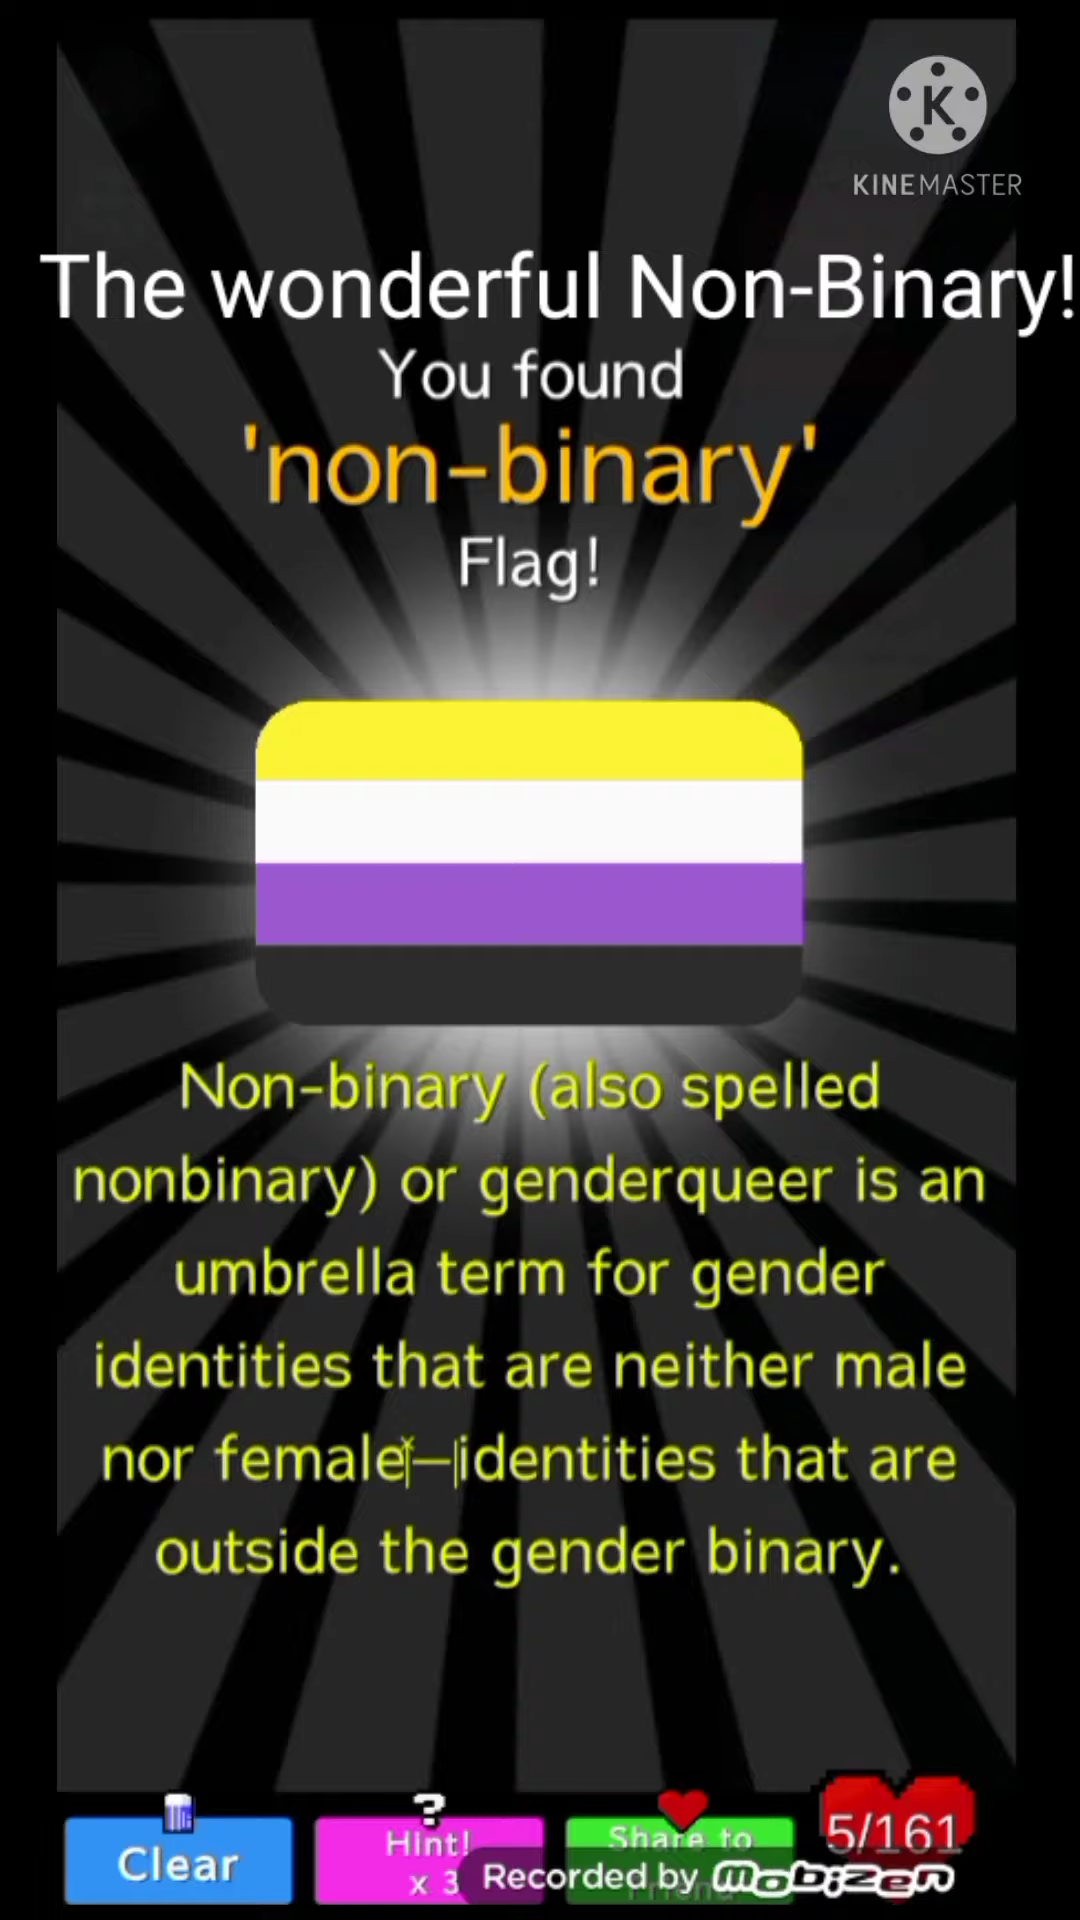 K
KINEMASTER
The wonderful Non-Binary!
You found
'non-binary'
Flag!
Non-binary (also spelled
nonbinary) or genderqueer is an
umbrella term for gender
identities that are neither male
nor female—identities that are
outside the gender binary.
Clear
?
Hint!
x 3
Share to
Friend
5/161
Recorded by Mobizen